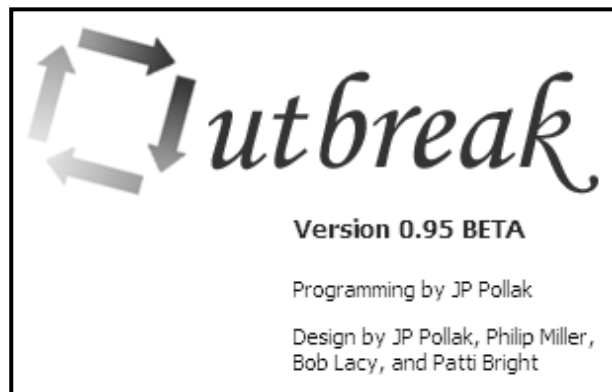 utbreak
Version 0.95 BETA
Programming by JP Pollak
Design by JP Pollak, Philip Miller,
Bob Lacy, and Patti Bright